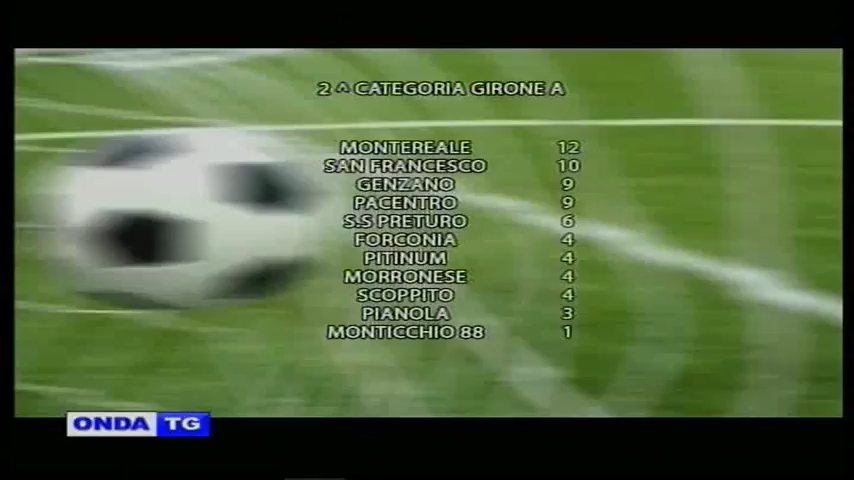 2 ^ CATEGORIA GIRONE A
MONTEREALE 12
SAN FRANCESCO 10
GENZANO 9
PACENTRO 9
S.S PRETURO 6
FORCONIA 4
PITINUM 4
MORRONESE 4
SCOPPITO 4
PIANOLA 3
MONTICCHIO 88 1
ONDA TG